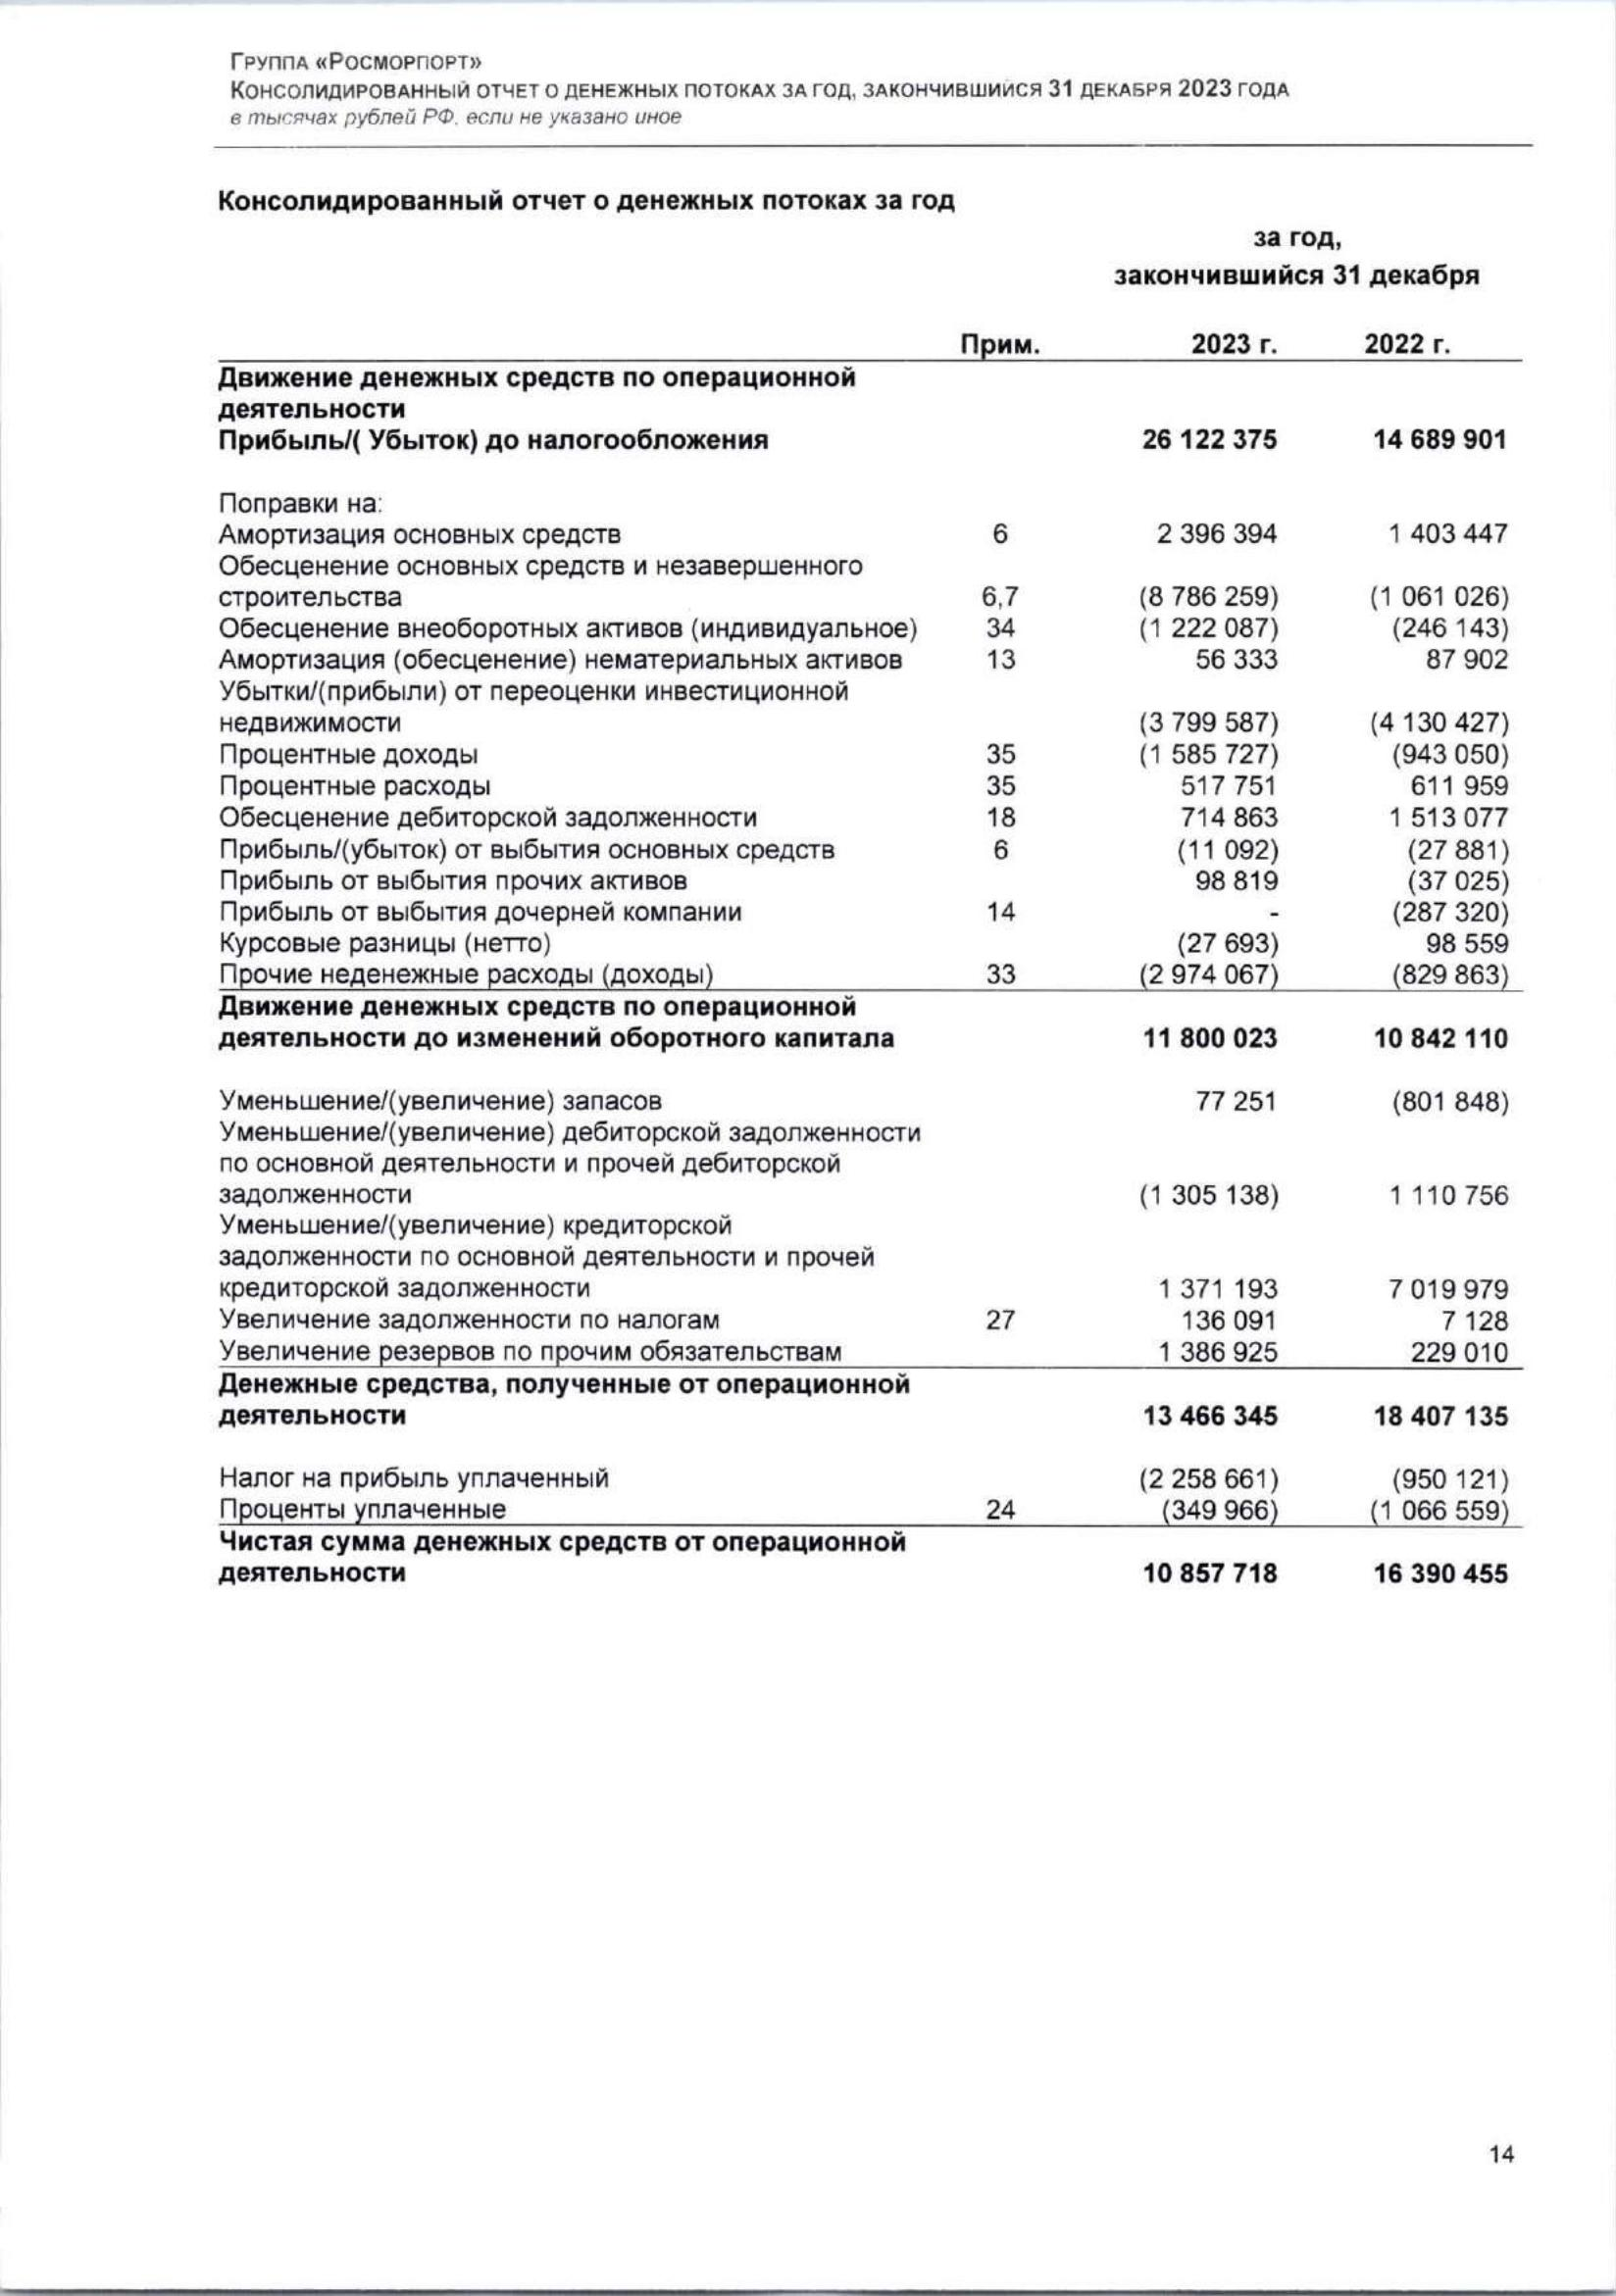 ГРУППА «РОСМОРПОРТ»
КОНСОЛИДИРОВАННЫЙ ОТЧЕТ О ДЕНЕЖНЫХ ПОТОКАХ ЗА ГОД, ЗАКОНЧИВШИЙСЯ 31 ДЕКАБРЯ 2023 ГОДА
в тысячах рублей РФ, если не указано иное
Консолидированный отчет о денежных потоках за год
за год,
закончившийся 31 декабря
Прим. 2023 г. 2022 г.
Движение денежных средств по операционной
деятельности
Прибыль/( Убыток) до налогообложения 26 122 375 14 689 901
Поправки на:
Амортизация основных средств 6 2 396 394 1 403 447
Обесценение основных средств и незавершенного
строительства 6,7 (8 786 259) (1 061 026)
Обесценение внеоборотных активов (индивидуальное) 34 (1 222 087) (246 143)
Амортизация (обесценение) нематериальных активов 13 56 333 87 902
Убытки/(прибыли) от переоценки инвестиционной
недвижимости (3 799 587) (4 130 427)
Процентные доходы 35 (1 585 727) (943 050)
Процентные расходы 35 517 751 611 959
Обесценение дебиторской задолженности 18 714 863 1 513 077
Прибыль/(убыток) от выбытия основных средств 6 (11 092) (27 881)
Прибыль от выбытия прочих активов 98 819 (37 025)
Прибыль от выбытия дочерней компании 14 - (287 320)
Курсовые разницы (нетто) (27 693) 98 559
Прочие неденежные расходы (доходы) 33 (2 974 067) (829 863)
Движение денежных средств по операционной
деятельности до изменений оборотного капитала 11 800 023 10 842 110
Уменьшение/(увеличение) запасов 77 251 (801 848)
Уменьшение/(увеличение) дебиторской задолженности
по основной деятельности и прочей дебиторской
задолженности (1 305 138) 1 110 756
Уменьшение/(увеличение) кредиторской
задолженности по основной деятельности и прочей
кредиторской задолженности 1 371 193 7 019 979
Увеличение задолженности по налогам 27 136 091 7 128
Увеличение резервов по прочим обязательствам 1 386 925 229 010
Денежные средства, полученные от операционной
деятельности 13 466 345 18 407 135
Налог на прибыль уплаченный (2 258 661) (950 121)
Проценты уплаченные 24 (349 966) (1 066 559)
Чистая сумма денежных средств от операционной
деятельности 10 857 718 16 390 455
14